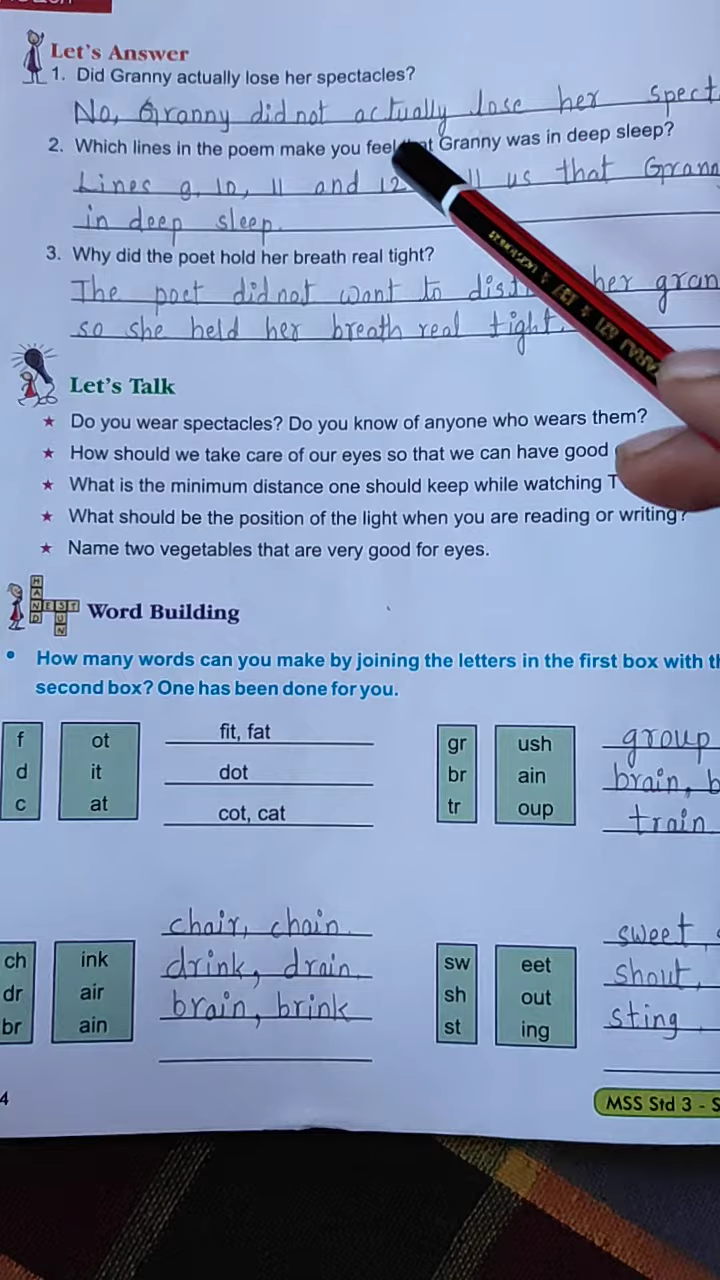 Let's Answer
1. Did Granny actually lose her spectacles?
No, Granny did not actually lose her spect
2. Which lines in the poem make you feel Granny was in deep sleep?
Lines 9, 10, 11 and 12 us that Grann
in deep sleep.
3. Why did the poet hold her breath real tight?
The poet did not want to her gran
so she held her breath real tight.
Let's Talk
★ Do you wear spectacles? Do you know of anyone who wears them?
★ How should we take care of our eyes so that we can have good
★ What is the minimum distance one should keep while watching T
★ What should be the position of the light when you are reading or writing?
★ Name two vegetables that are very good for eyes.
HAND
NEST
SUN
Word Building
• How many words can you make by joining the letters in the first box with th
second box? One has been done for you.
f ot fit, fat
d it dot
c at cot, cat
gr ush group
br ain brain, b
tr oup train
ch ink chair, chain
dr air drink, drain
br ain brain, brink
sw eet sweet,
sh out shout,
st ing sting,
4
MSS Std 3 - S